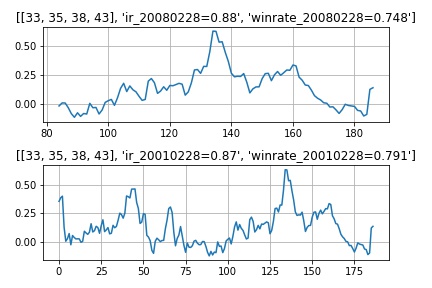 [[33, 35, 38, 43], 'ir_20080228=0.88', 'winrate_20080228=0.748']
0.50
0.25
0.00
80 100 120 140 160 180
[[33, 35, 38, 43], 'ir_20010228=0.87', 'winrate_20010228=0.791']
0.50
0.25
0.00
0 25 50 75 100 125 150 175